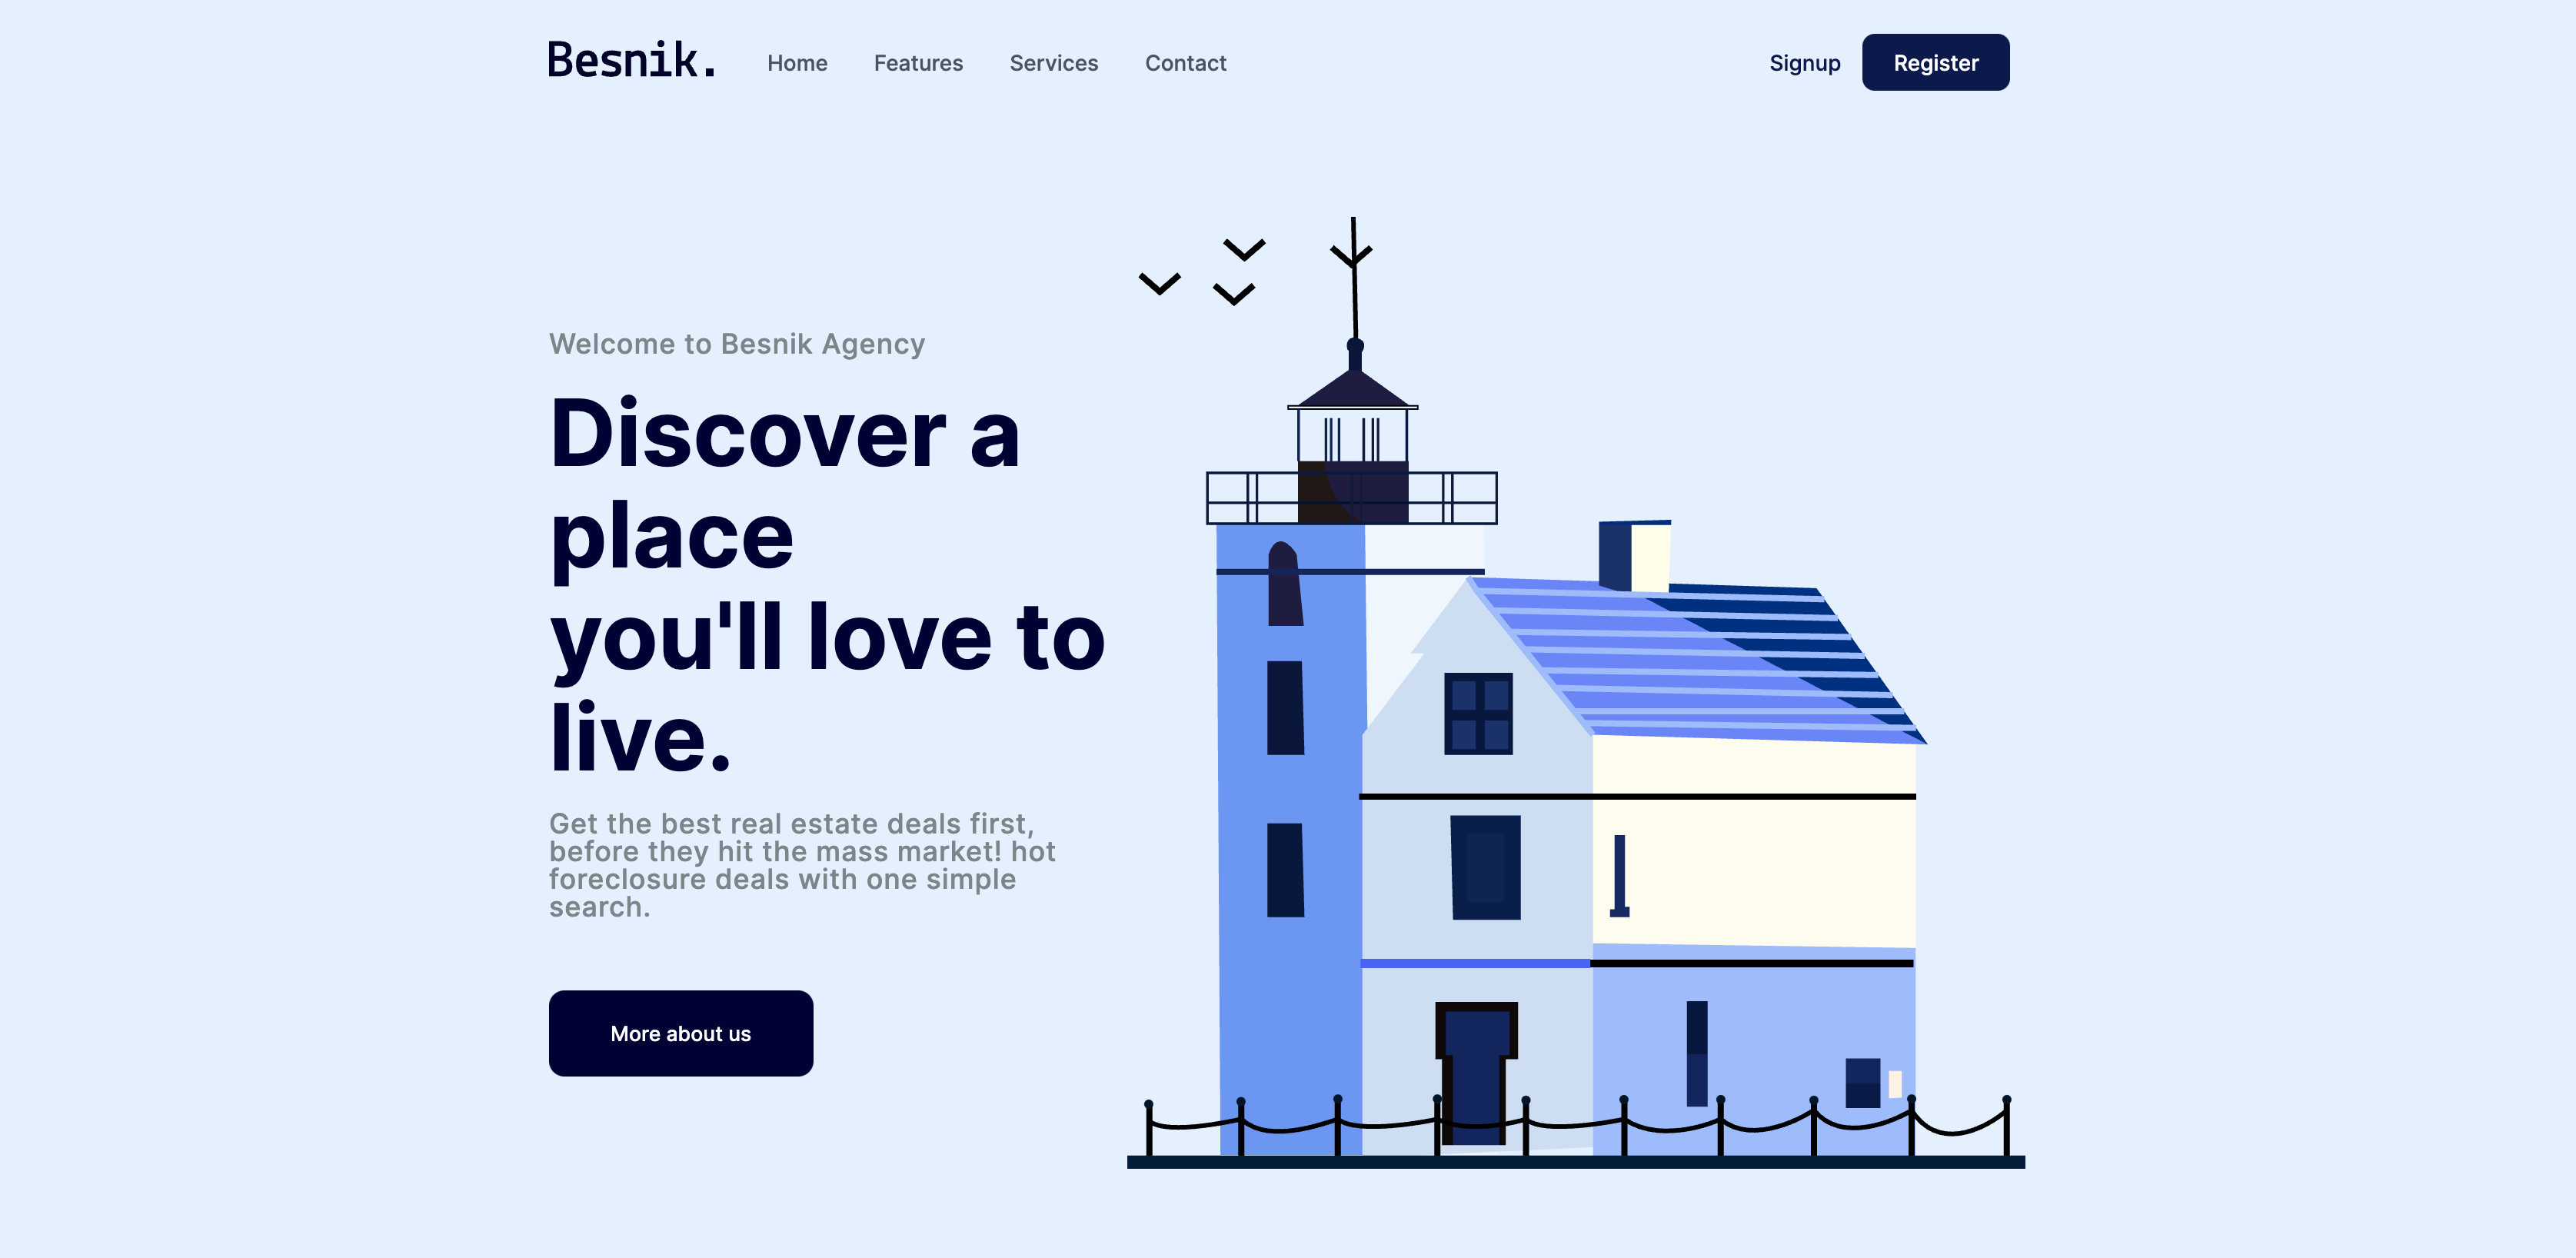 Besnik.
Home
Features
Services
Contact
Signup
Register
Welcome to Besnik Agency
Discover a
place
you'll love to
live.
Get the best real estate deals first,
before they hit the mass market! hot
foreclosure deals with one simple
search.
More about us